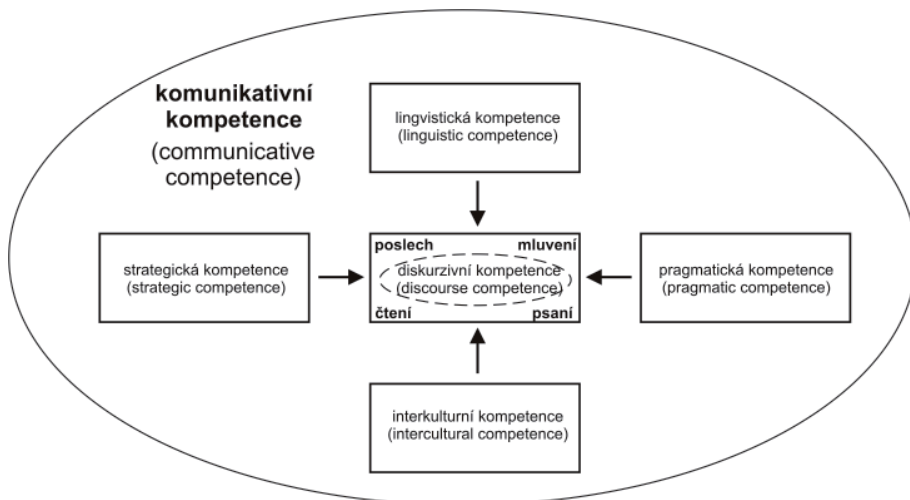 komunikativní
kompetence
(communicative
competence)
lingvistická kompetence
(linguistic competence)
strategická kompetence
(strategic competence)
poslech mluvení
diskurzivní kompetence
(discourse competence)
čtení psaní
pragmatická kompetence
(pragmatic competence)
interkulturní kompetence
(intercultural competence)